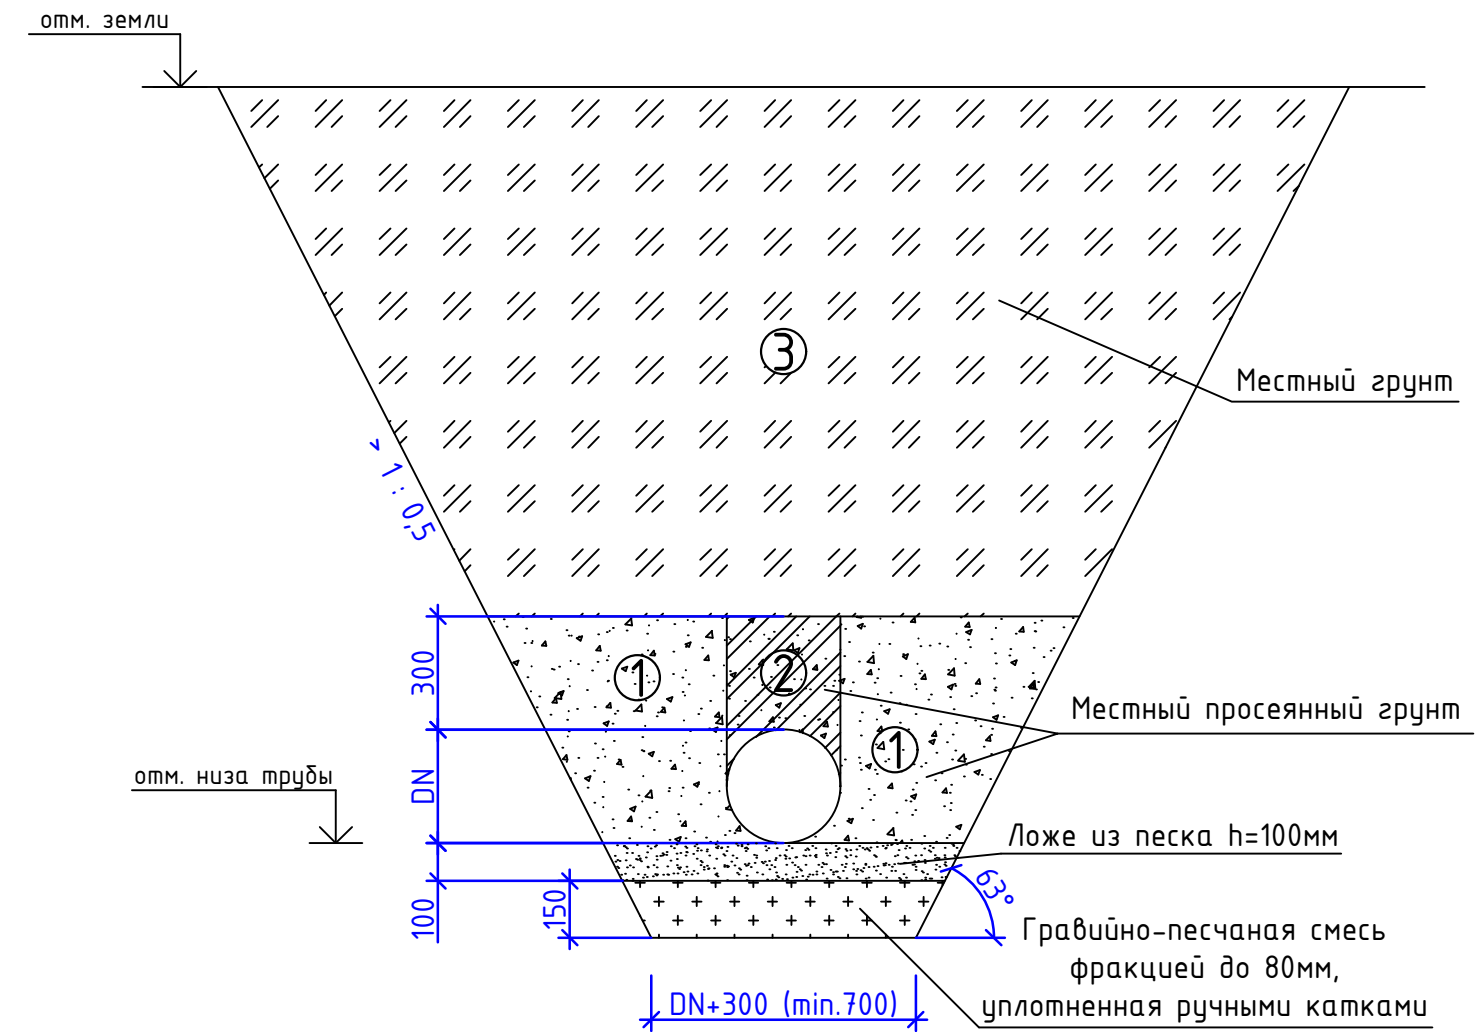 отм. земли
3
Местный грунт
1 : 0,5
300
1
2
Местный просеянный грунт
1
отм. низа трубы
DN
Ложе из песка h=100мм
63°
100
150
Гравийно-песчаная смесь
фракцией до 80мм,
уплотненная ручными катками
DN+300 (min.700)